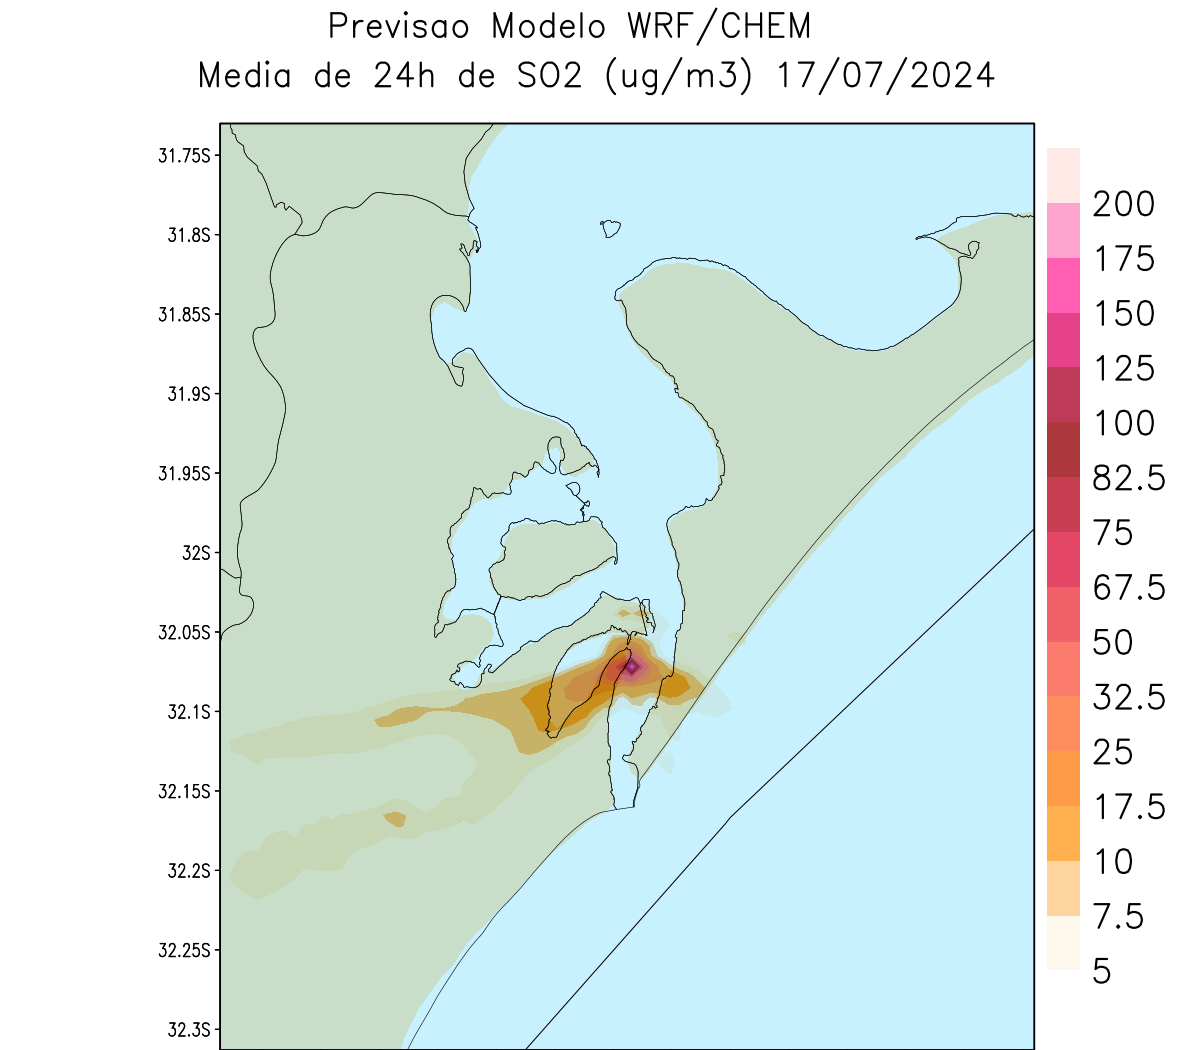 Previsao Modelo WRF/CHEM
Media de 24h de SO2 (ug/m3) 17/07/2024
31.75S
31.8S
31.85S
31.9S
31.95S
32S
32.05S
32.1S
32.15S
32.2S
32.25S
32.3S
200
175
150
125
100
82.5
75
67.5
50
32.5
25
17.5
10
7.5
5